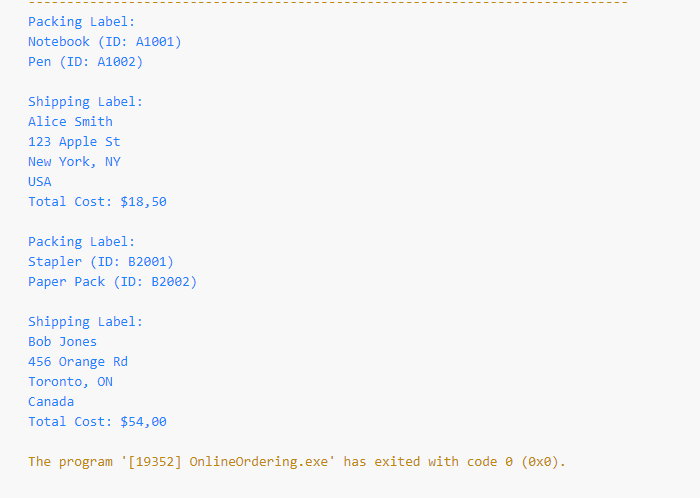 ------------------------------------------------------------------------------
Packing Label:
Notebook (ID: A1001)
Pen (ID: A1002)

Shipping Label:
Alice Smith
123 Apple St
New York, NY
USA
Total Cost: $18,50

Packing Label:
Stapler (ID: B2001)
Paper Pack (ID: B2002)

Shipping Label:
Bob Jones
456 Orange Rd
Toronto, ON
Canada
Total Cost: $54,00

The program '[19352] OnlineOrdering.exe' has exited with code 0 (0x0).